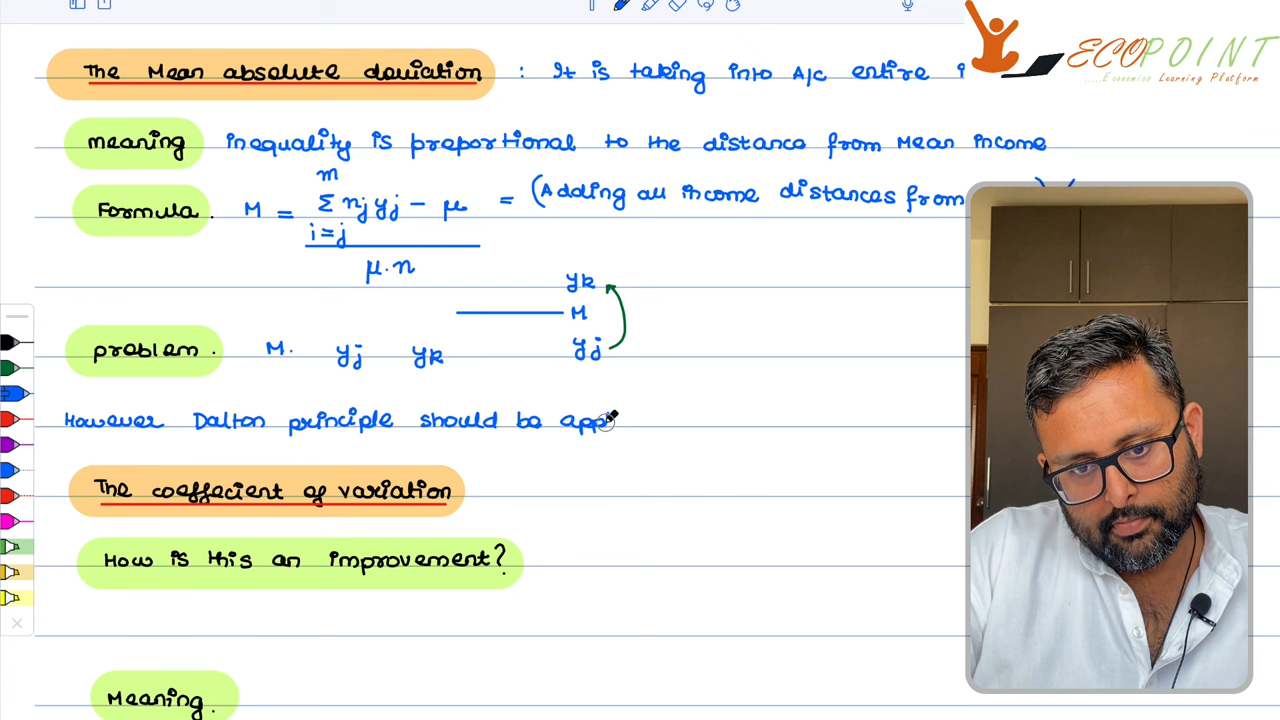 ECOPOINT
.....Economics Learning Platform
The Mean absolute deviation : It is taking into A/c entire
meaning inequality is preportional to the distance from Mean income
Formula. M = m Σ i=j nj yj - μ / μ.n = (Adding all income distances from
yk
M
yj
problem. M. yj yk
However Dalton principle should be app
The coeffecient of variation
How is this an improvement?
Meaning.